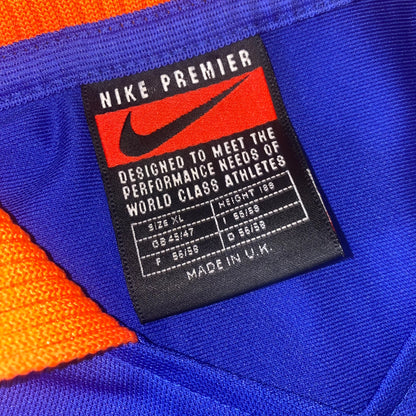 NIKE PREMIER
DESIGNED TO MEET THE
PERFORMANCE NEEDS OF
WORLD CLASS ATHLETES
SIZE XL HEIGHT 189
GB 45/47 56/58
F 56/58 D 56/58
MADE IN U.K.